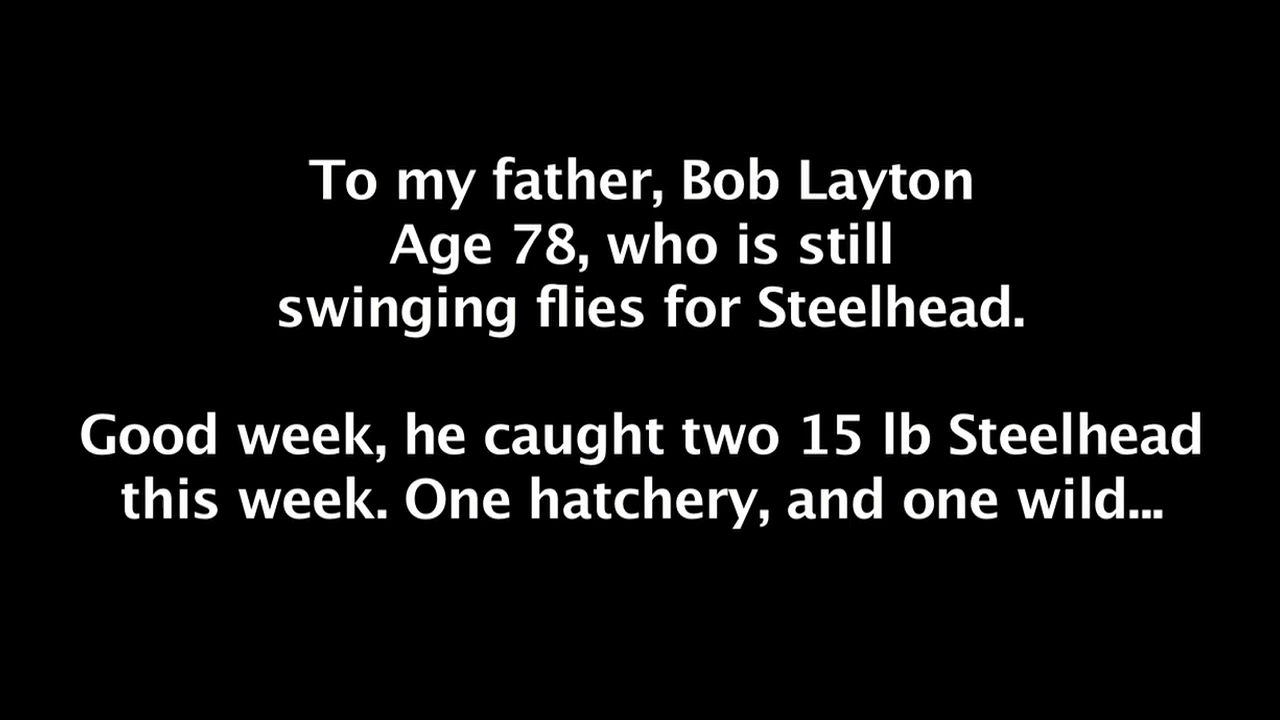 To my father, Bob Layton
Age 78, who is still
swinging flies for Steelhead.
Good week, he caught two 15 lb Steelhead
this week. One hatchery, and one wild...